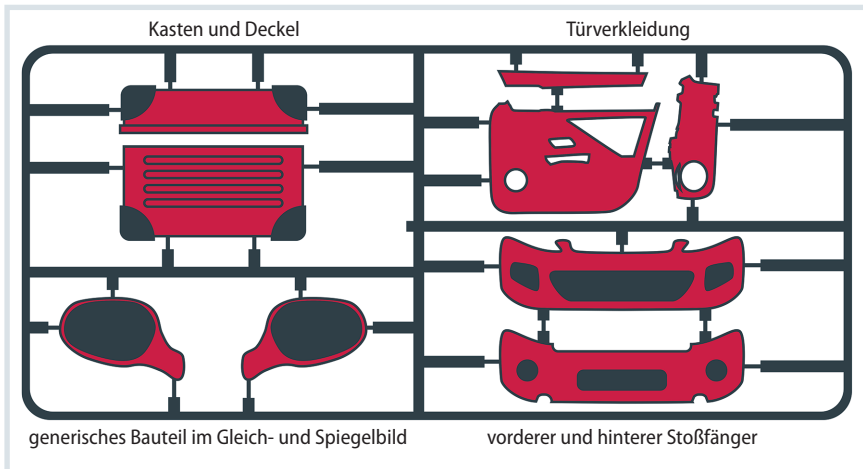 Kasten und Deckel
Türverkleidung
generisches Bauteil im Gleich- und Spiegelbild
vorderer und hinterer Stoßfänger